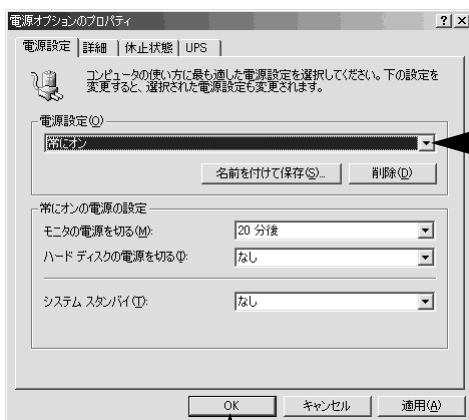 電源オプションのプロパティ
? ×
電源設定 詳細 休止状態 UPS
コンピュータの使い方に最も適した電源設定を選択してください。下の設定を
変更すると、選択された電源設定も変更されます。
電源設定(O)
常にオン
名前を付けて保存(S)... 削除(D)
常にオンの電源の設定
モニタの電源を切る(M): 20 分後
ハード ディスクの電源を切る(I): なし
システム スタンバイ(T): なし
OK キャンセル 適用(A)